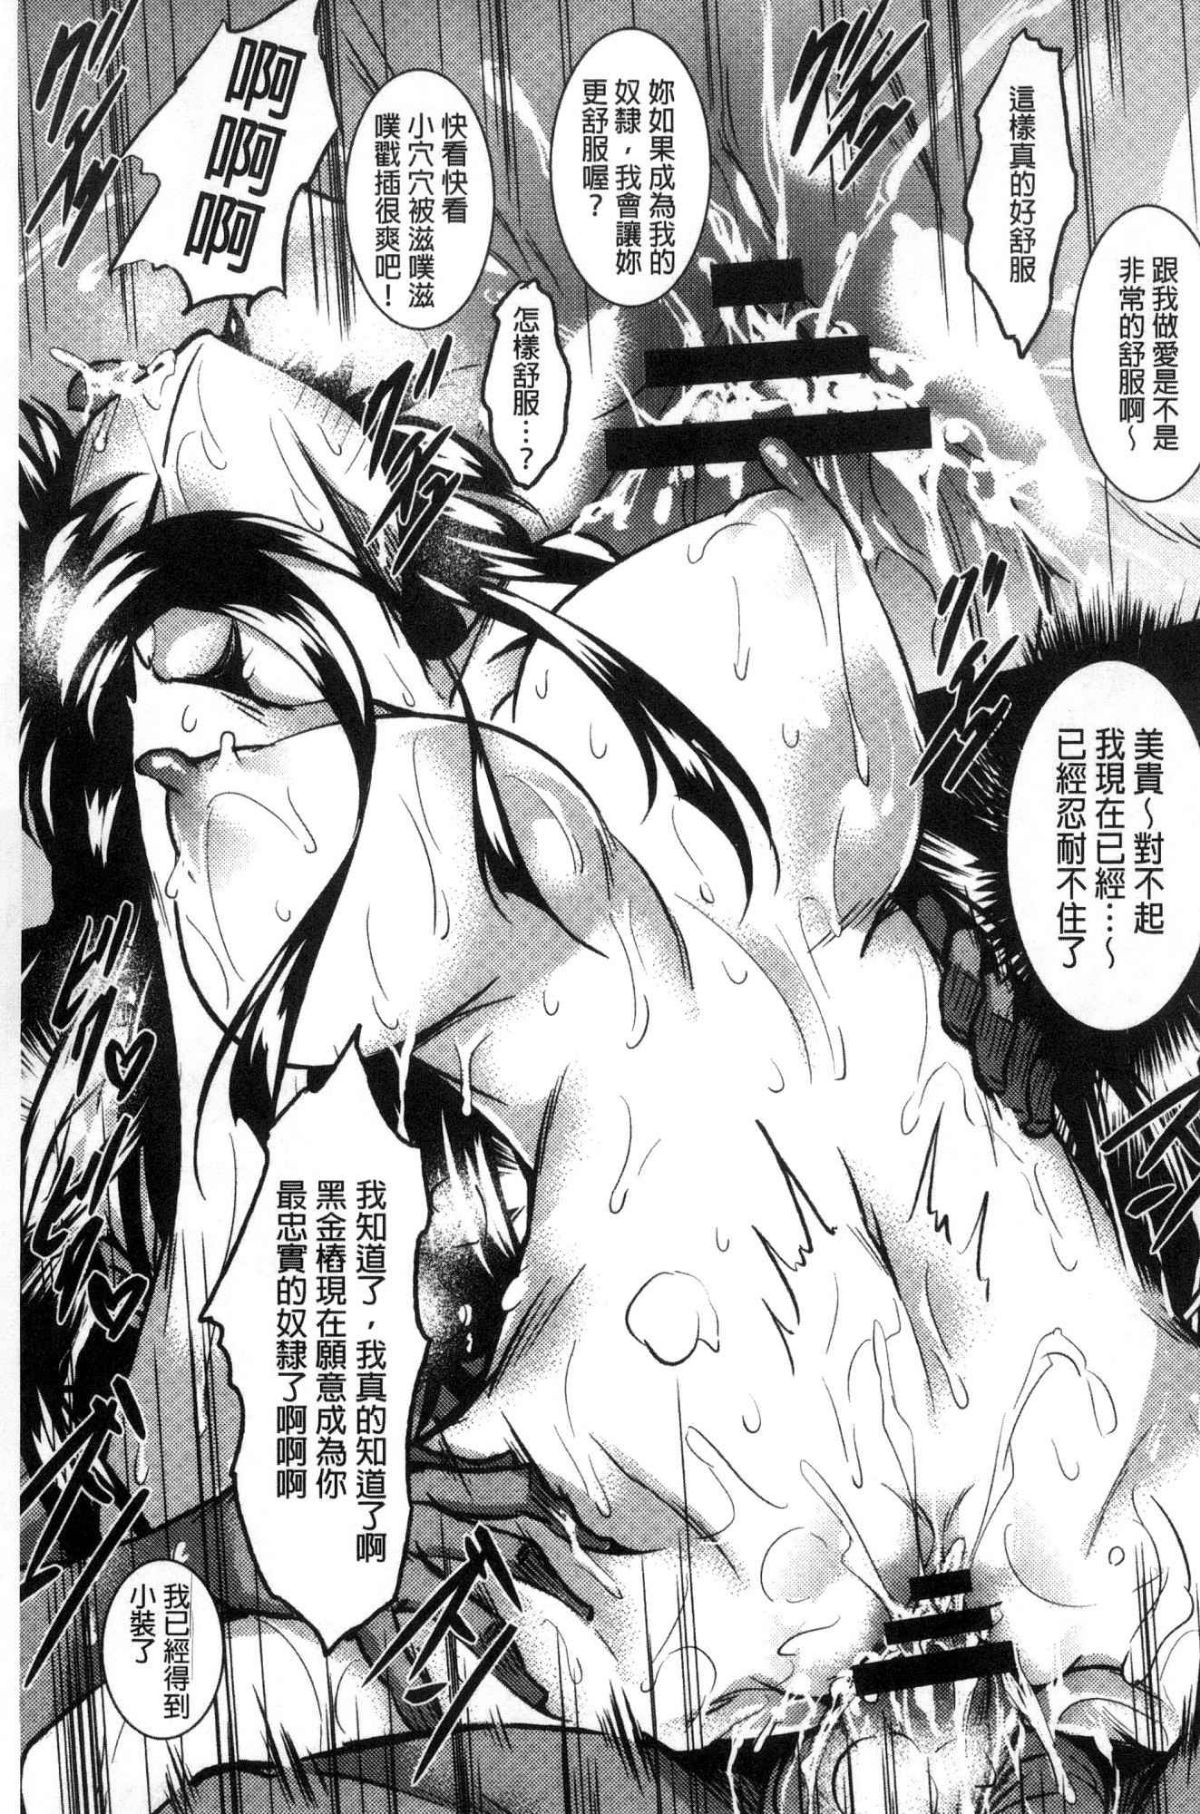 跟我做愛是不是
非常的舒服啊～
這樣真的好舒服
妳如果成為我的
奴隸，我會讓妳
更舒服喔？
怎樣舒服…？
快看快看
小穴穴被滋噗滋
噗戳插很爽吧！
啊啊啊
美貴～對不起
我現在已經…～
已經忍耐不住了
我知道了，我真的知道了啊
黑金樁現在願意成為你
最忠實的奴隸了啊啊啊
我已經得到
小裝了